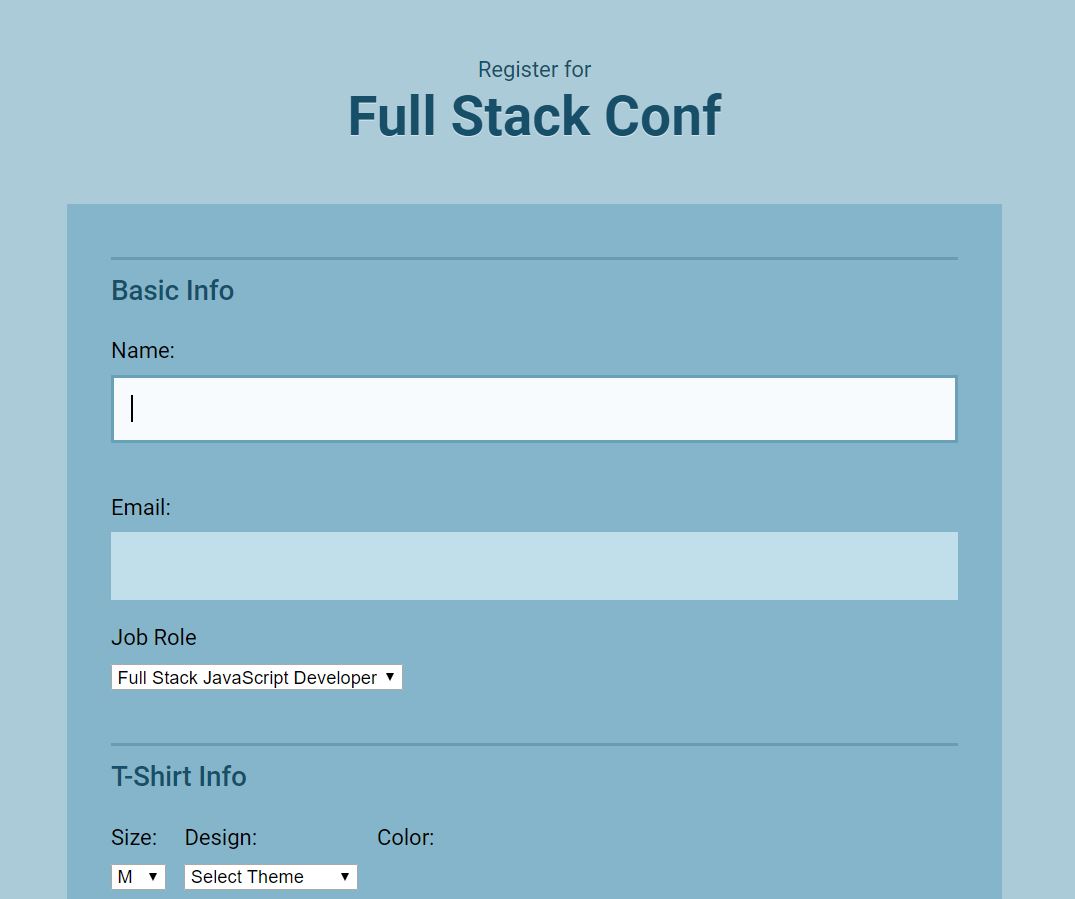 Register for
Full Stack Conf
Basic Info
Name:
Email:
Job Role
Full Stack JavaScript Developer
T-Shirt Info
Size: Design: Color:
M Select Theme